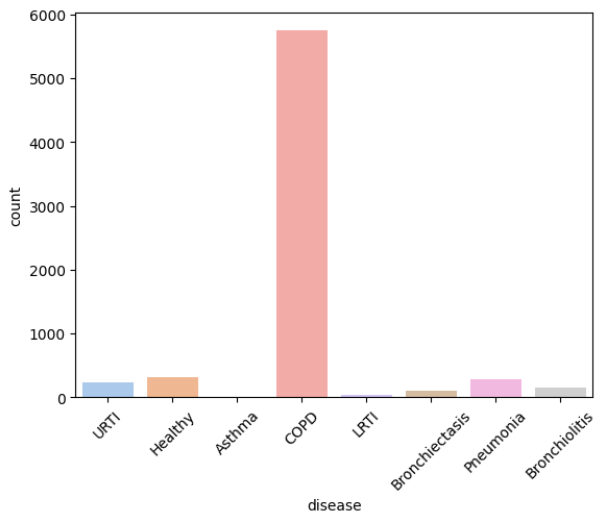 6000
5000
4000
3000
2000
1000
0
count
URTI
Healthy
Asthma
COPD
LRTI
Bronchiectasis
Pneumonia
Bronchiolitis
disease